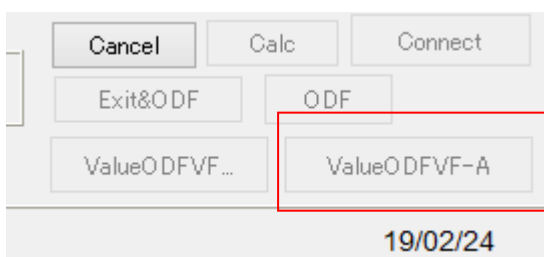 Cancel Calc Connect
Exit&ODF ODF
ValueODFVF... ValueODFVF-A
19/02/24